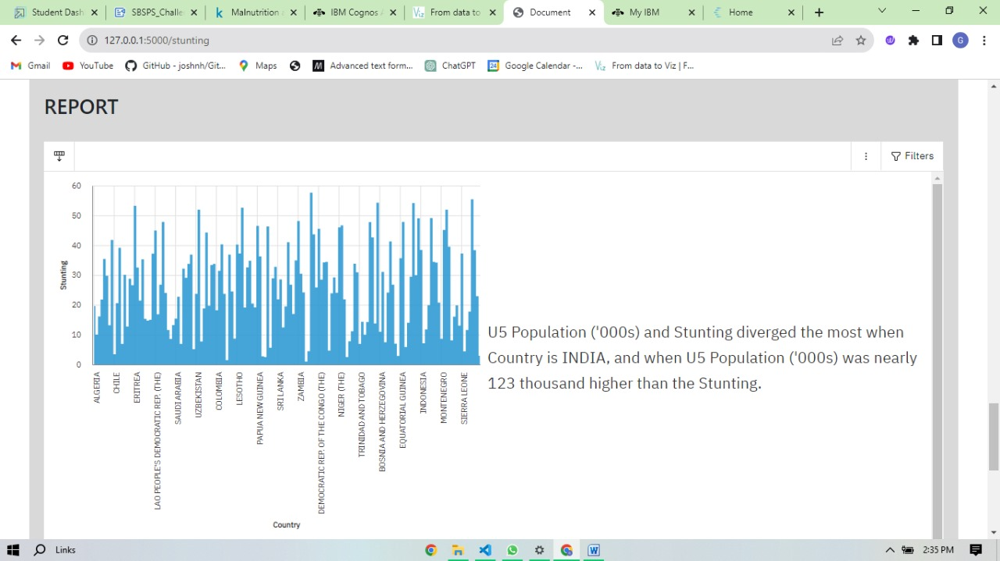 Student Dash
SBSPS_Challe
Malnutrition
IBM Cognos
From data to
Document
My IBM
Home
127.0.0.1:5000/stunting
G
Gmail
YouTube
GitHub - joshnh/Git...
Maps
Advanced text form...
ChatGPT
Google Calendar -...
From data to Viz | F...
REPORT
Filters
60
50
40
30
20
10
0
Stunting
ALGERIA
CHILE
ERITREA
LAO PEOPLE'S DEMOCRATIC REP. (THE)
SAUDI ARABIA
UZBEKISTAN
COLOMBIA
LESOTHO
PAPUA NEW GUINEA
SRI LANKA
ZAMBIA
DEMOCRATIC REP. OF THE CONGO (THE)
NIGER (THE)
TRINIDAD AND TOBAGO
BOSNIA AND HERZEGOVINA
EQUATORIAL GUINEA
INDONESIA
MONTENEGRO
SIERRA LEONE
Country
U5 Population ('000s) and Stunting diverged the most when
Country is INDIA, and when U5 Population ('000s) was nearly
123 thousand higher than the Stunting.
Links
2:35 PM